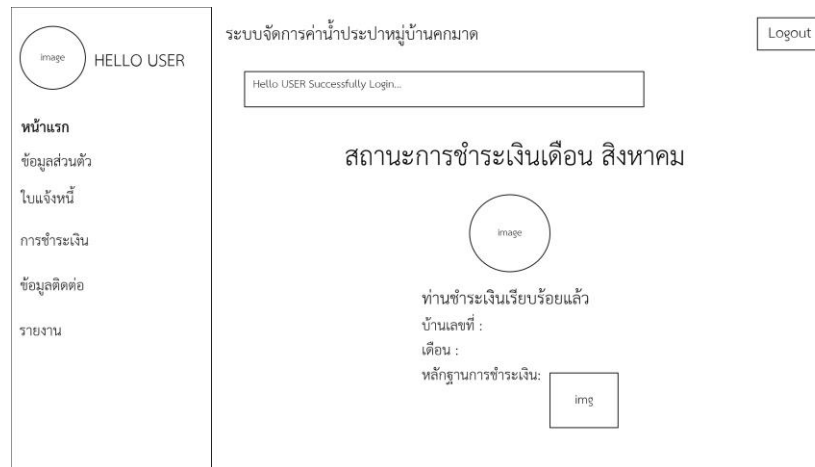 image
HELLO USER
หน้าแรก
ข้อมูลส่วนตัว
ใบแจ้งหนี้
การชำระเงิน
ข้อมูลติดต่อ
รายงาน
ระบบจัดการค่าน้ำประปาหมู่บ้านคกมาด
Logout
Hello USER Successfully Login...
สถานะการชำระเงินเดือน สิงหาคม
image
ท่านชำระเงินเรียบร้อยแล้ว
บ้านเลขที่ :
เดือน :
หลักฐานการชำระเงิน:
img